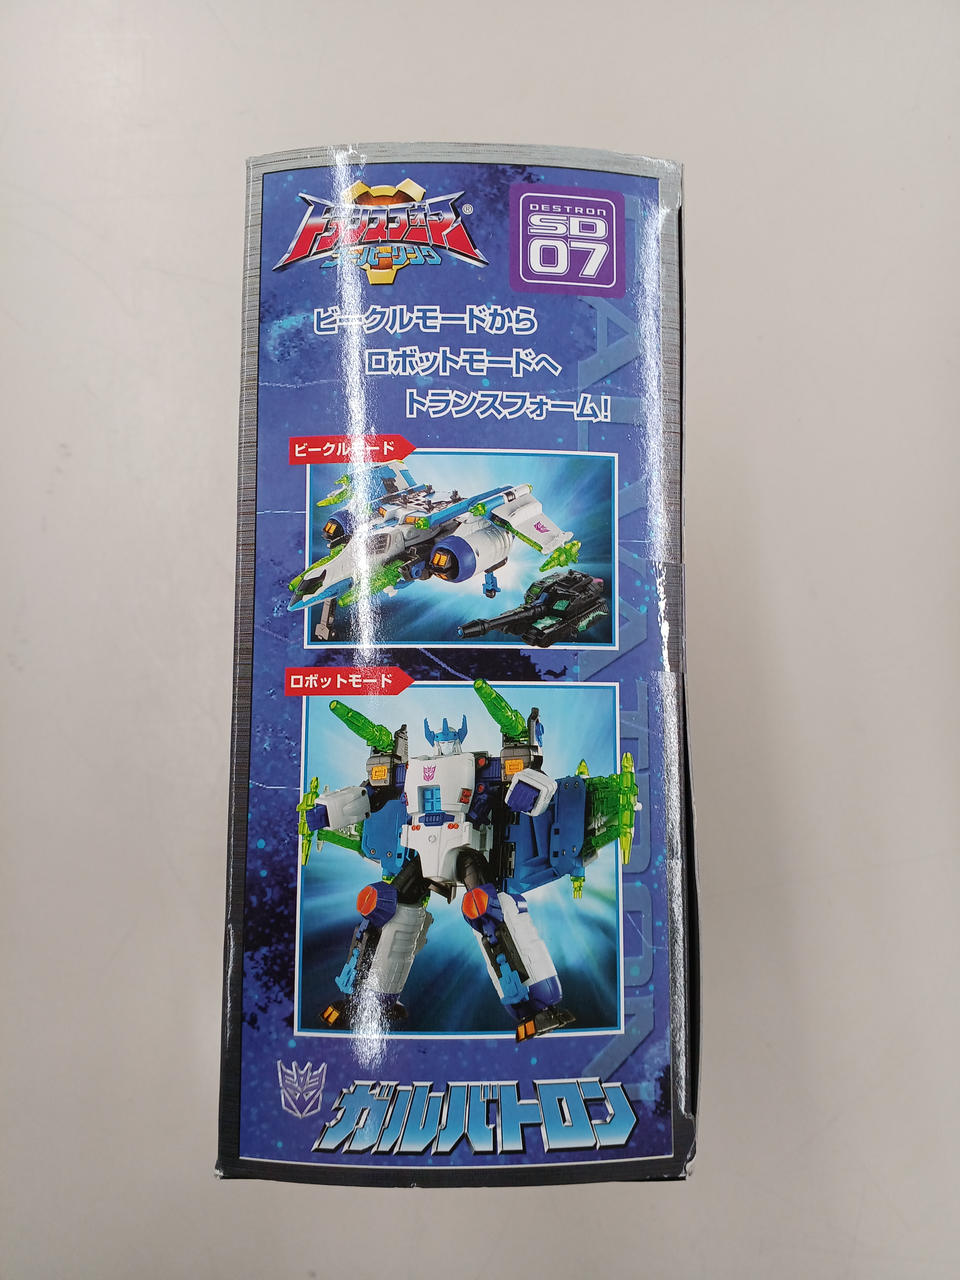 トランスフォーマー®
スーパーリンク
DESTRON
SD
07
ビークルモードから
ロボットモードへ
トランスフォーム!
ビークルモード
ロボットモード
GALVATRON
ガルバトロン